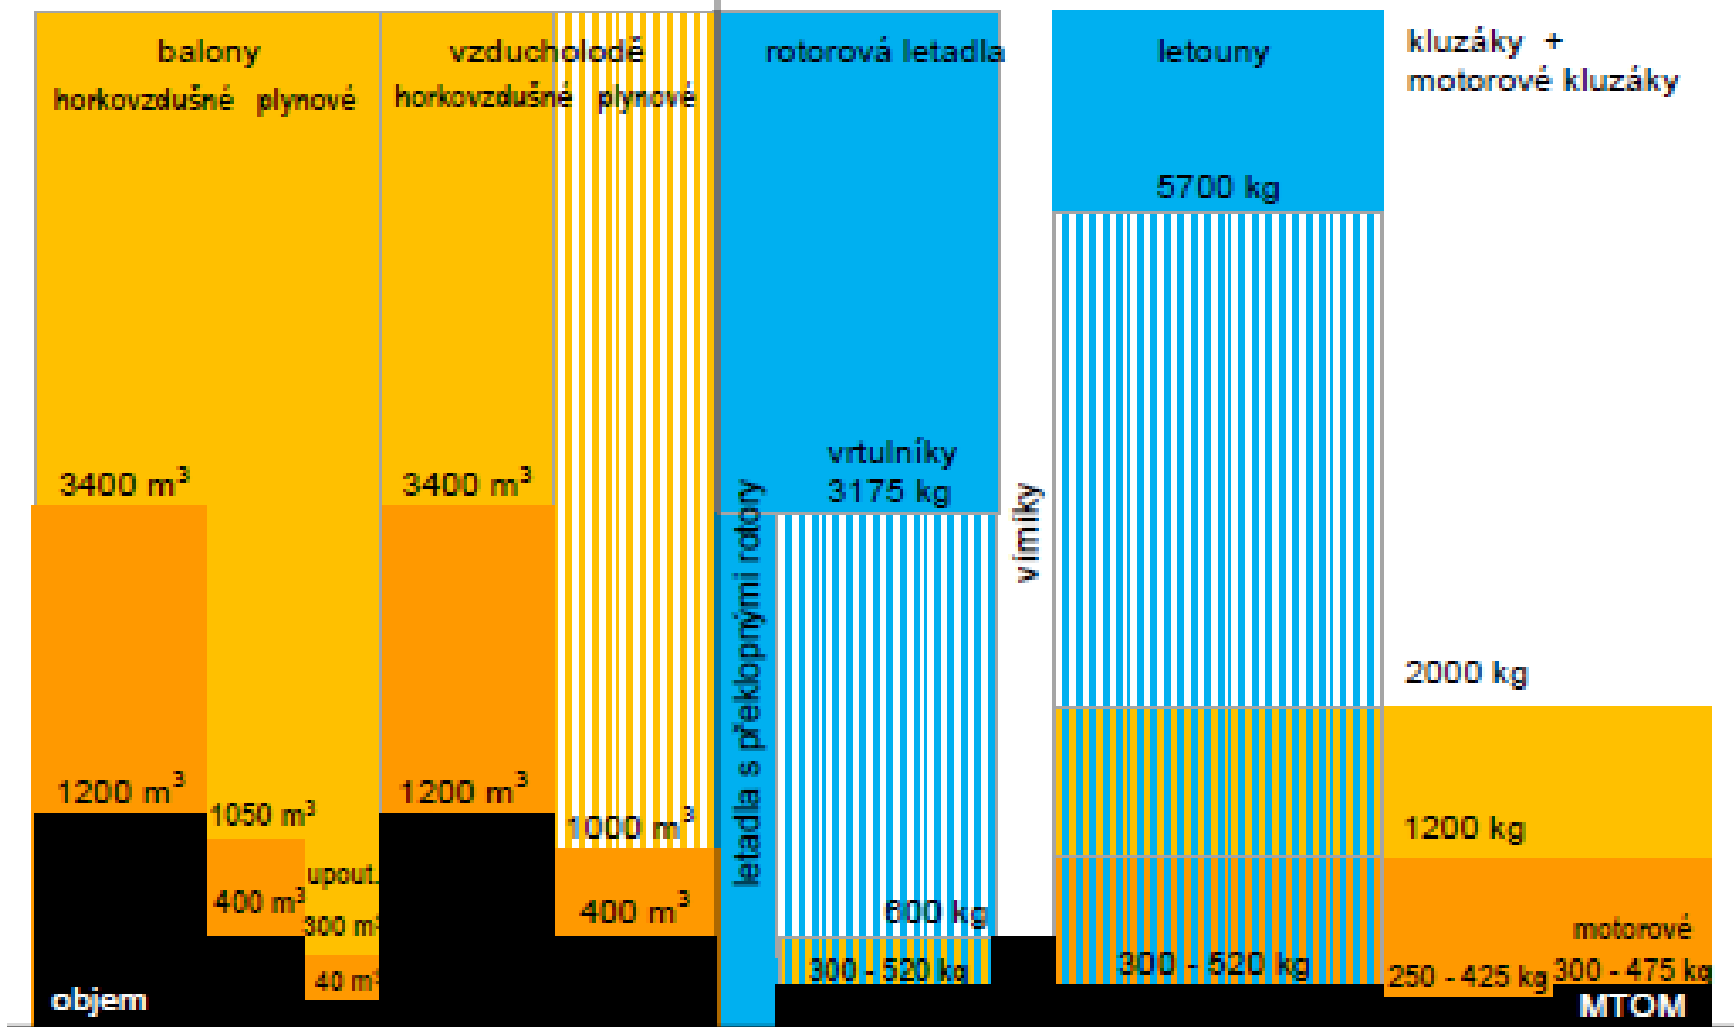 balony
horkovzdušné plynové
vzducholodě
horkovzdušné plynové
rotorová letadla
letouny
kluzáky +
motorové kluzáky
5700 kg
vrtulníky
3175 kg
3400 m³
3400 m³
letadla s překlopnými rotory
vírníky
2000 kg
1200 m³
1050 m³
1200 m³
1000 m³
1200 kg
upout.
400 m³
300 m³
400 m³
600 kg
motorové
40 m³
300 - 520 kg
300 - 520 kg
250 - 425 kg
300 - 475 kg
objem
MTOM